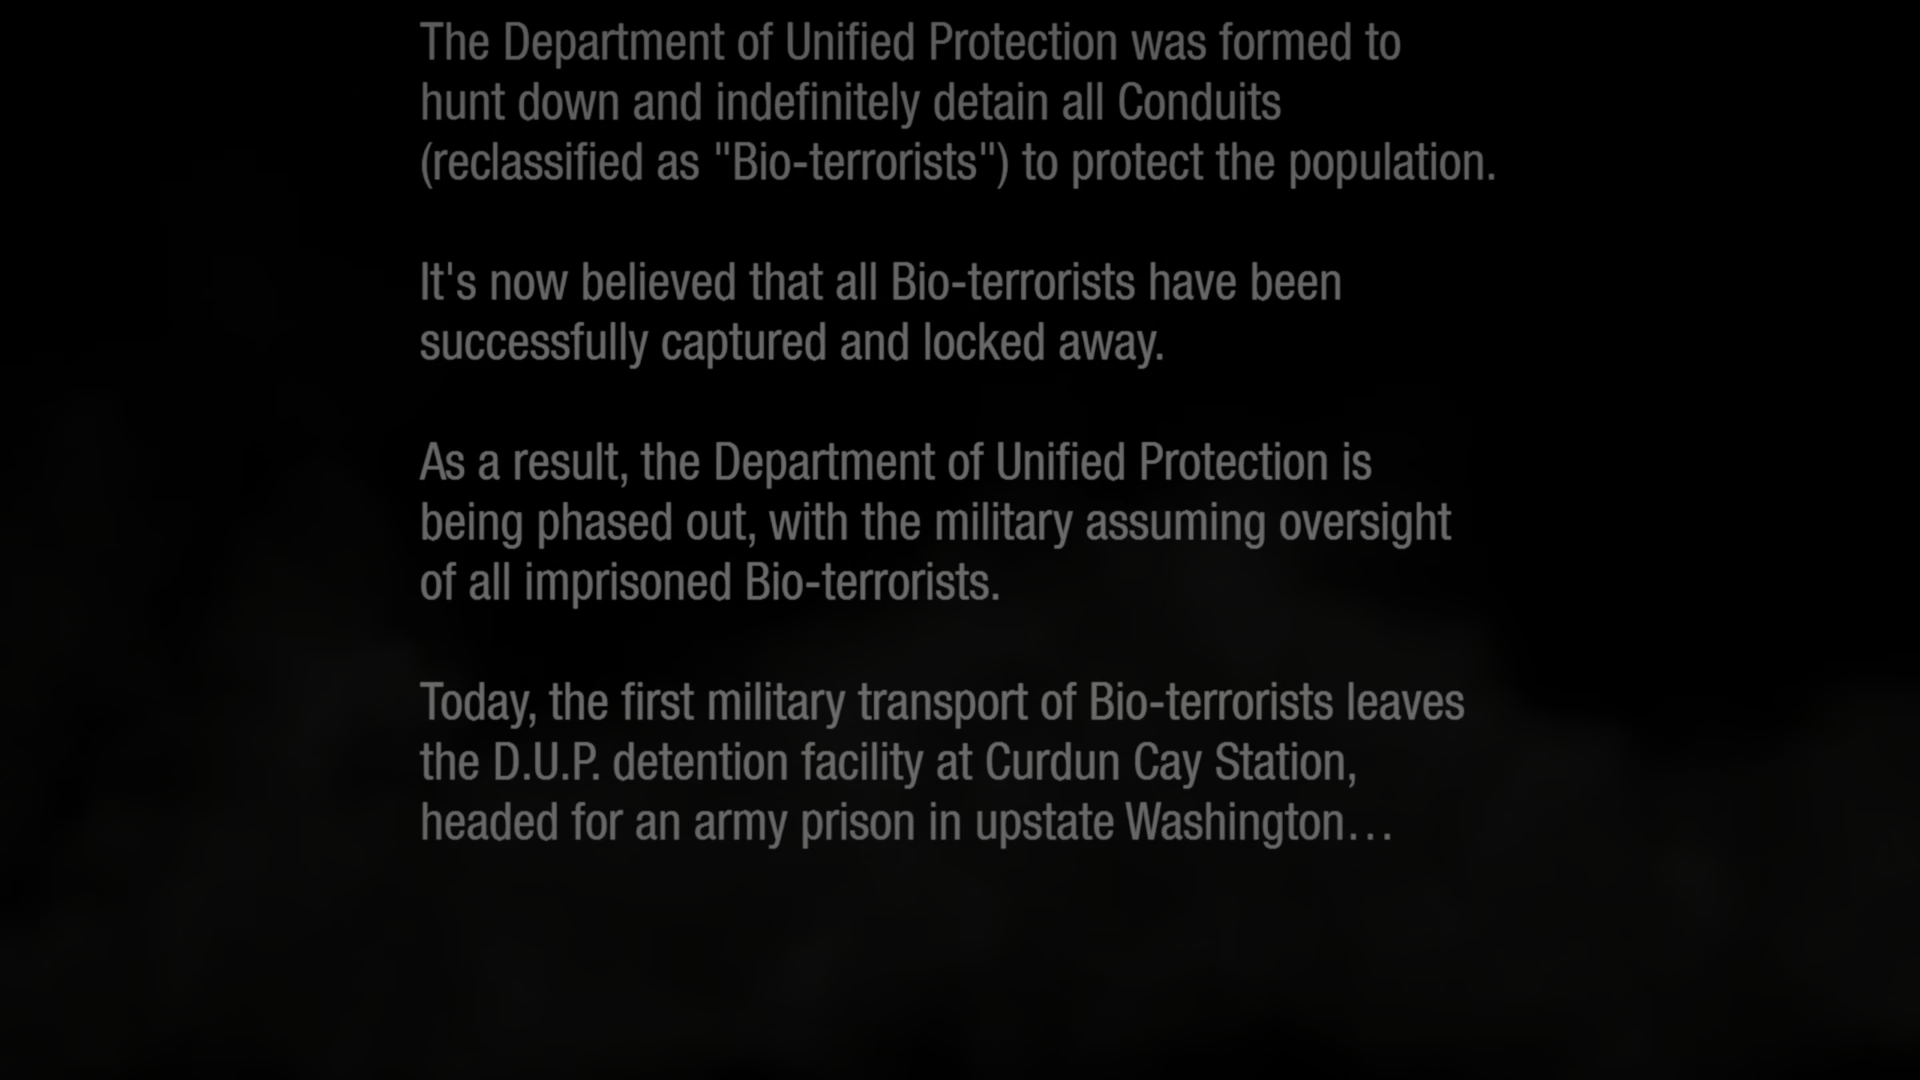 The Department of Unified Protection was formed to
hunt down and indefinitely detain all Conduits
(reclassified as "Bio-terrorists") to protect the population.
It's now believed that all Bio-terrorists have been
successfully captured and locked away.
As a result, the Department of Unified Protection is
being phased out, with the military assuming oversight
of all imprisoned Bio-terrorists.
Today, the first military transport of Bio-terrorists leaves
the D.U.P. detention facility at Curdun Cay Station,
headed for an army prison in upstate Washington…